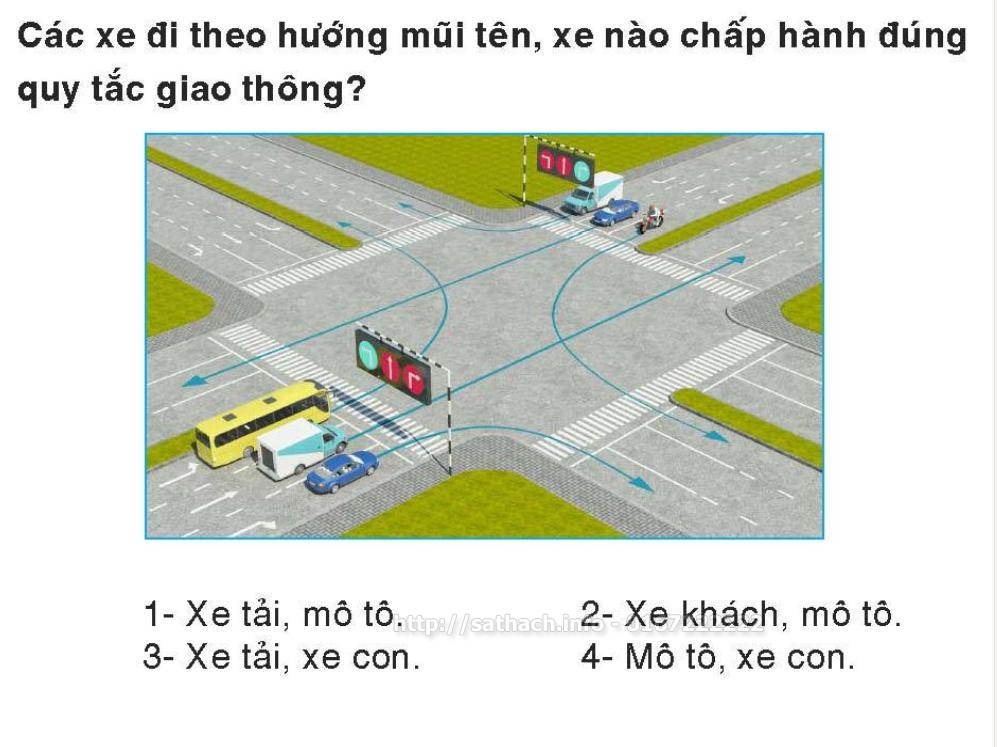 Các xe đi theo hướng mũi tên, xe nào chấp hành đúng
quy tắc giao thông?
1- Xe tải, mô tô.
2- Xe khách, mô tô.
3- Xe tải, xe con.
4- Mô tô, xe con.
http://sathach.info